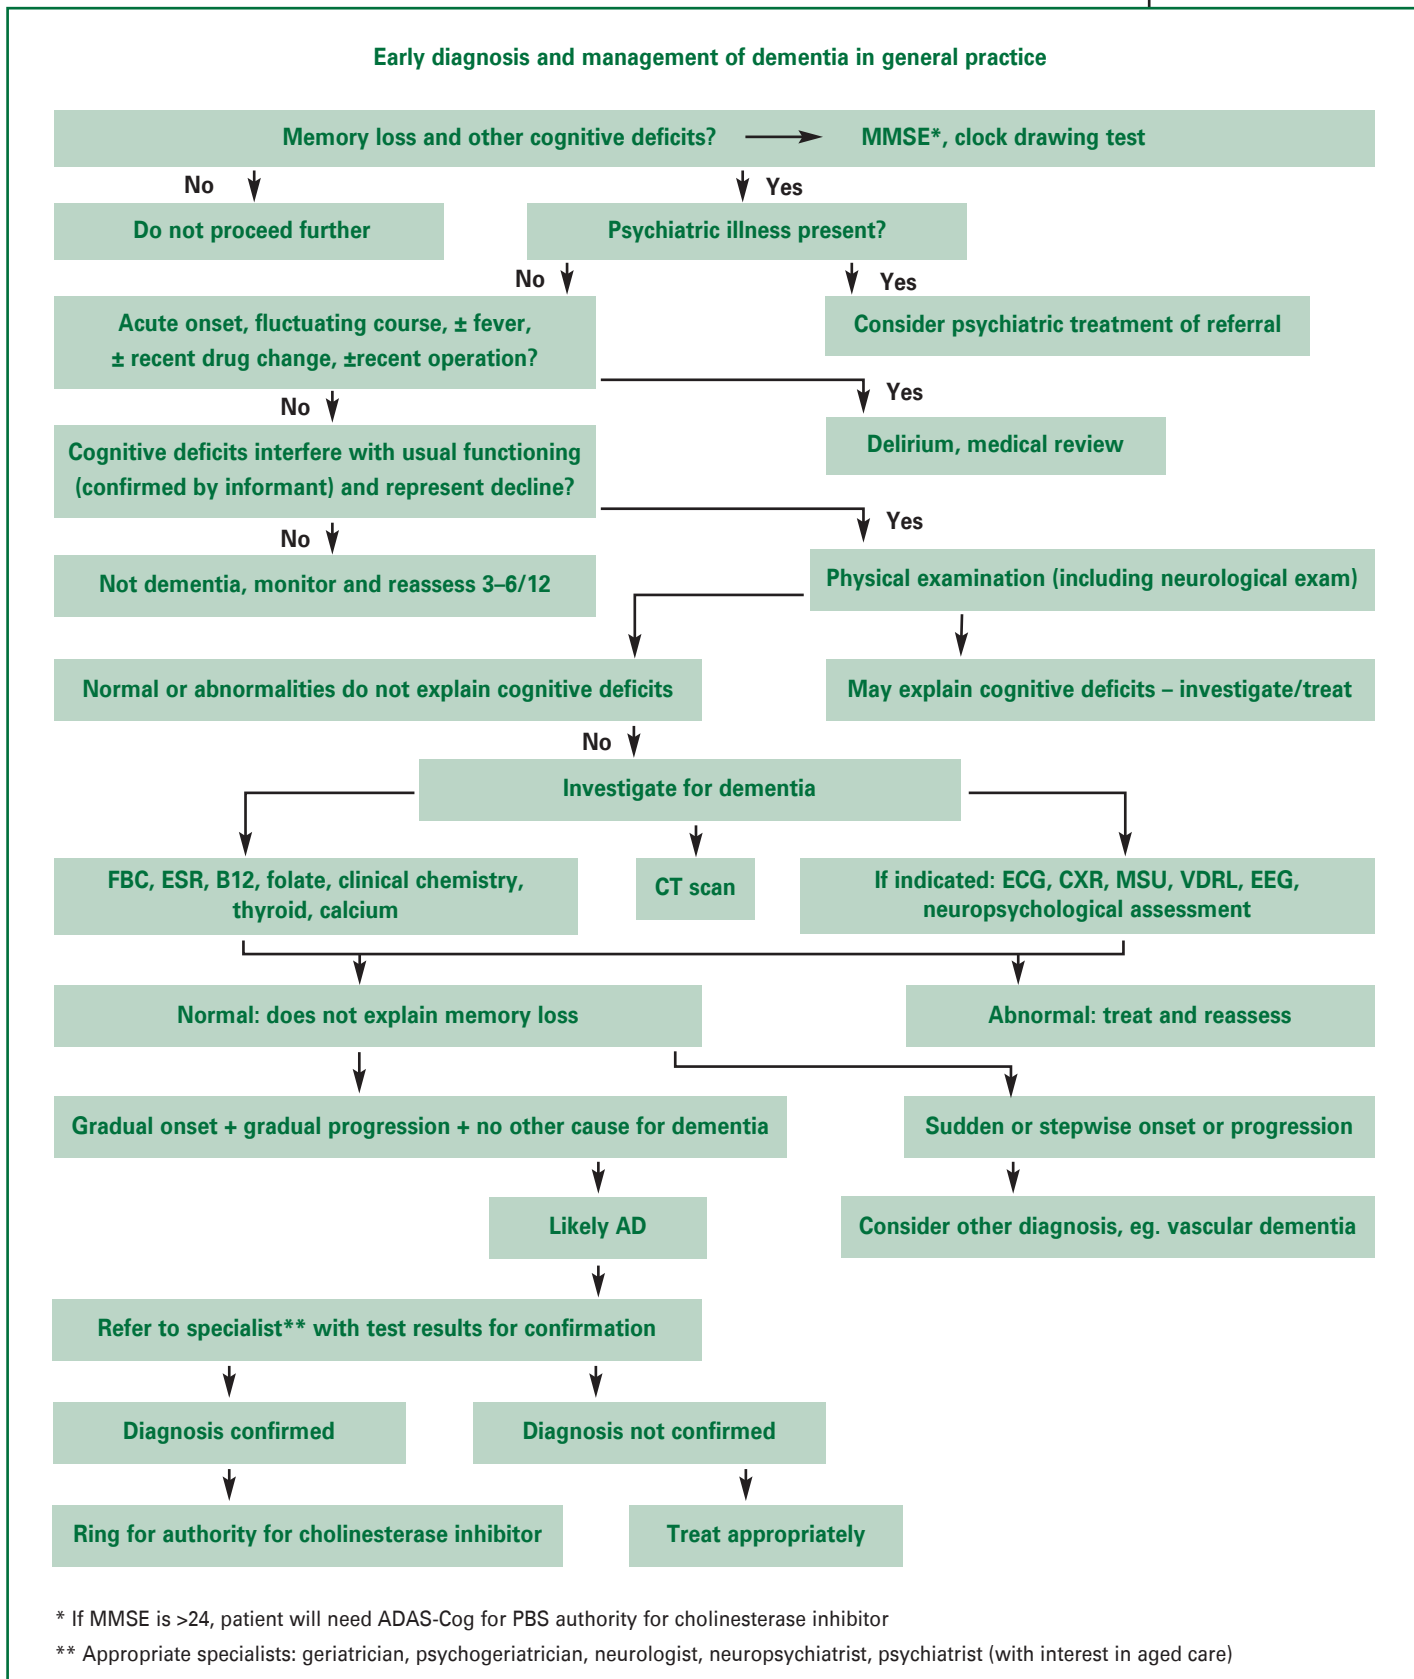 Early diagnosis and management of dementia in general practice
Memory loss and other cognitive deficits?
MMSE*, clock drawing test
No
Yes
Do not proceed further
Psychiatric illness present?
No
Yes
Acute onset, fluctuating course, ± fever,
± recent drug change, ±recent operation?
Consider psychiatric treatment of referral
No
Yes
Cognitive deficits interfere with usual functioning
(confirmed by informant) and represent decline?
Delirium, medical review
No
Yes
Not dementia, monitor and reassess 3–6/12
Physical examination (including neurological exam)
Normal or abnormalities do not explain cognitive deficits
May explain cognitive deficits – investigate/treat
No
Investigate for dementia
FBC, ESR, B12, folate, clinical chemistry,
thyroid, calcium
CT scan
If indicated: ECG, CXR, MSU, VDRL, EEG,
neuropsychological assessment
Normal: does not explain memory loss
Abnormal: treat and reassess
Gradual onset + gradual progression + no other cause for dementia
Sudden or stepwise onset or progression
Likely AD
Consider other diagnosis, eg. vascular dementia
Refer to specialist** with test results for confirmation
Diagnosis confirmed
Diagnosis not confirmed
Ring for authority for cholinesterase inhibitor
Treat appropriately
* If MMSE is >24, patient will need ADAS-Cog for PBS authority for cholinesterase inhibitor
** Appropriate specialists: geriatrician, psychogeriatrician, neurologist, neuropsychiatrist, psychiatrist (with interest in aged care)